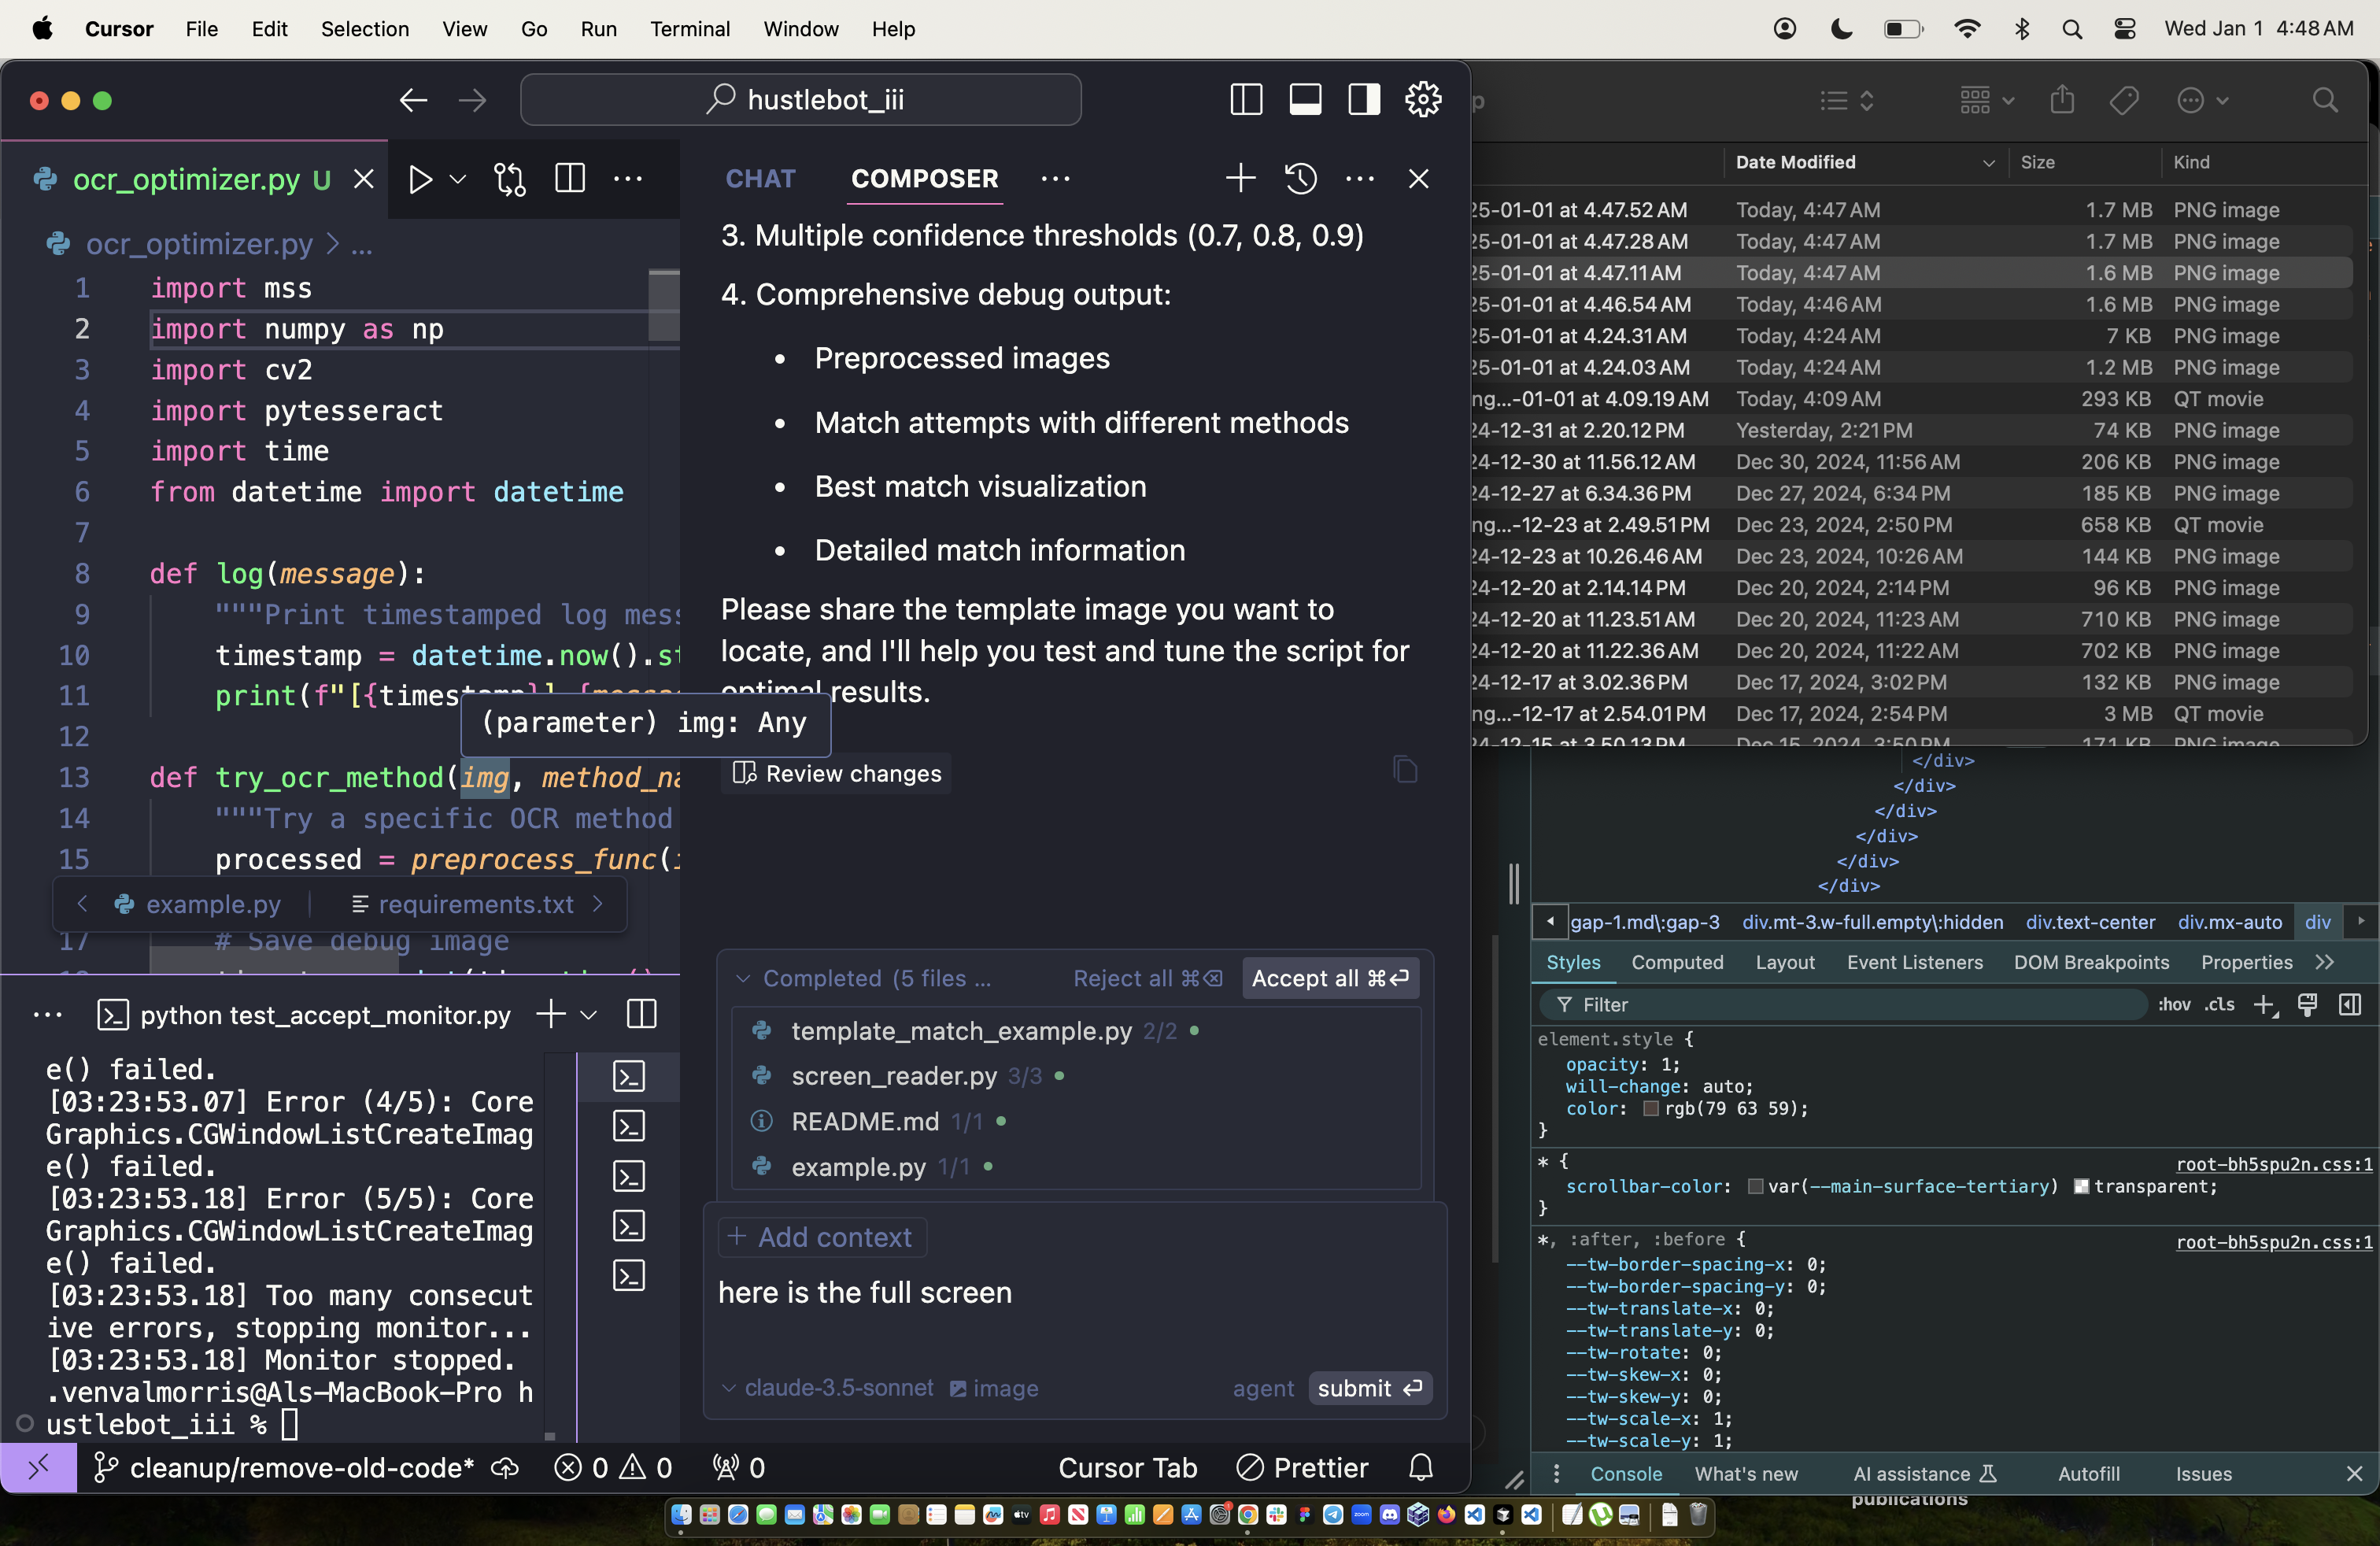 Cursor File Edit Selection View Go Run Terminal Window Help
Wed Jan 1 4:48 AM
hustlebot_iii
ocr_optimizer.py U
ocr_optimizer.py > ...
1 import mss
2 import numpy as np
3 import cv2
4 import pytesseract
5 import time
6 from datetime import datetime
7
8 def log(message):
9 """Print timestamped log mess
10 timestamp = datetime.now().st
11 print(f"[{timestamp}] {messa
12
(parameter) img: Any
13 def try_ocr_method(img, method_na
14 """Try a specific OCR method
15 processed = preprocess_func(i
example.py
requirements.txt
17 # Save debug image
python test_accept_monitor.py
e() failed.
[03:23:53.07] Error (4/5): Core
Graphics.CGWindowListCreateImag
e() failed.
[03:23:53.18] Error (5/5): Core
Graphics.CGWindowListCreateImag
e() failed.
[03:23:53.18] Too many consecut
ive errors, stopping monitor...
[03:23:53.18] Monitor stopped.
.venvalmorris@Als-MacBook-Pro h
ustlebot_iii %
CHAT COMPOSER
3. Multiple confidence thresholds (0.7, 0.8, 0.9)
4. Comprehensive debug output:
• Preprocessed images
• Match attempts with different methods
• Best match visualization
• Detailed match information
Please share the template image you want to
locate, and I'll help you test and tune the script for
optimal results.
Review changes
Completed (5 files ... Reject all ⌘⌫ Accept all ⌘⏎
template_match_example.py 2/2 •
screen_reader.py 3/3 •
README.md 1/1 •
example.py 1/1 •
+ Add context
here is the full screen
claude-3.5-sonnet image agent submit ⏎
cleanup/remove-old-code* 0 0 0 Cursor Tab Prettier
p
Date Modified Size Kind
25-01-01 at 4.47.52 AM Today, 4:47 AM 1.7 MB PNG image
25-01-01 at 4.47.28 AM Today, 4:47 AM 1.7 MB PNG image
25-01-01 at 4.47.11 AM Today, 4:47 AM 1.6 MB PNG image
25-01-01 at 4.46.54 AM Today, 4:46 AM 1.6 MB PNG image
25-01-01 at 4.24.31 AM Today, 4:24 AM 7 KB PNG image
25-01-01 at 4.24.03 AM Today, 4:24 AM 1.2 MB PNG image
ng...-01-01 at 4.09.19 AM Today, 4:09 AM 293 KB QT movie
24-12-31 at 2.20.12 PM Yesterday, 2:21 PM 74 KB PNG image
24-12-30 at 11.56.12 AM Dec 30, 2024, 11:56 AM 206 KB PNG image
24-12-27 at 6.34.36 PM Dec 27, 2024, 6:34 PM 185 KB PNG image
ng...-12-23 at 2.49.51 PM Dec 23, 2024, 2:50 PM 658 KB QT movie
24-12-23 at 10.26.46 AM Dec 23, 2024, 10:26 AM 144 KB PNG image
24-12-20 at 2.14.14 PM Dec 20, 2024, 2:14 PM 96 KB PNG image
24-12-20 at 11.23.51 AM Dec 20, 2024, 11:23 AM 710 KB PNG image
24-12-20 at 11.22.36 AM Dec 20, 2024, 11:22 AM 702 KB PNG image
24-12-17 at 3.02.36 PM Dec 17, 2024, 3:02 PM 132 KB PNG image
ng...-12-17 at 2.54.01 PM Dec 17, 2024, 2:54 PM 3 MB QT movie
24-12-15 at 3.50.13 PM Dec 15, 2024, 3:50 PM 171 KB PNG image
</div>
</div>
</div>
</div>
</div>
</div>
gap-1.md\:gap-3 div.mt-3.w-full.empty\:hidden div.text-center div.mx-auto div
Styles Computed Layout Event Listeners DOM Breakpoints Properties
Filter :hov .cls
element.style {
opacity: 1;
will-change: auto;
color: rgb(79 63 59);
}
* { root-bh5spu2n.css:1
scrollbar-color: var(--main-surface-tertiary) transparent;
}
*, :after, :before { root-bh5spu2n.css:1
--tw-border-spacing-x: 0;
--tw-border-spacing-y: 0;
--tw-translate-x: 0;
--tw-translate-y: 0;
--tw-rotate: 0;
--tw-skew-x: 0;
--tw-skew-y: 0;
--tw-scale-x: 1;
--tw-scale-y: 1;
Console What's new AI assistance Autofill Issues
publications